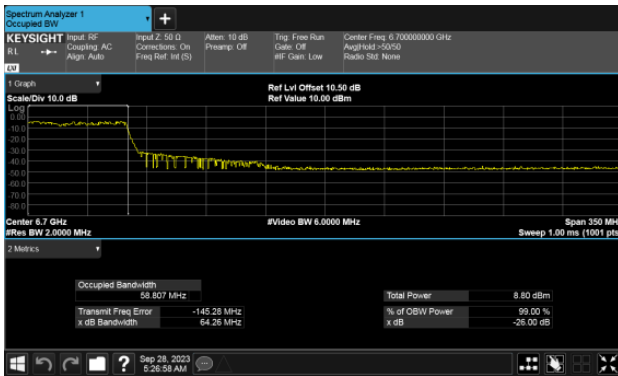 Spectrum Analyzer 1
Occupied BW
KEYSIGHT Input: RF Input Z: 50 Ω Atten: 10 dB Trig: Free Run Center Freq: 6.700000000 GHz
RL Coupling: AC Corrections: On Preamp: Off Gate: Off Avg|Hold:>50/50
Align: Auto Freq Ref: Int (S) #IF Gain: Low Radio Std: None
LXI
1 Graph
Ref Lvl Offset 10.50 dB
Scale/Div 10.0 dB Ref Value 10.00 dBm
Log
0.00
-10.0
-20.0
-30.0
-40.0
-50.0
-60.0
-70.0
-80.0
Center 6.7 GHz #Video BW 6.0000 MHz Span 350 MH
#Res BW 2.0000 MHz Sweep 1.00 ms (1001 pts
2 Metrics
Occupied Bandwidth
58.807 MHz Total Power 8.80 dBm
Transmit Freq Error -145.28 MHz % of OBW Power 99.00 %
x dB Bandwidth 64.26 MHz x dB -26.00 dB
? Sep 28, 2023
5:26:58 AM